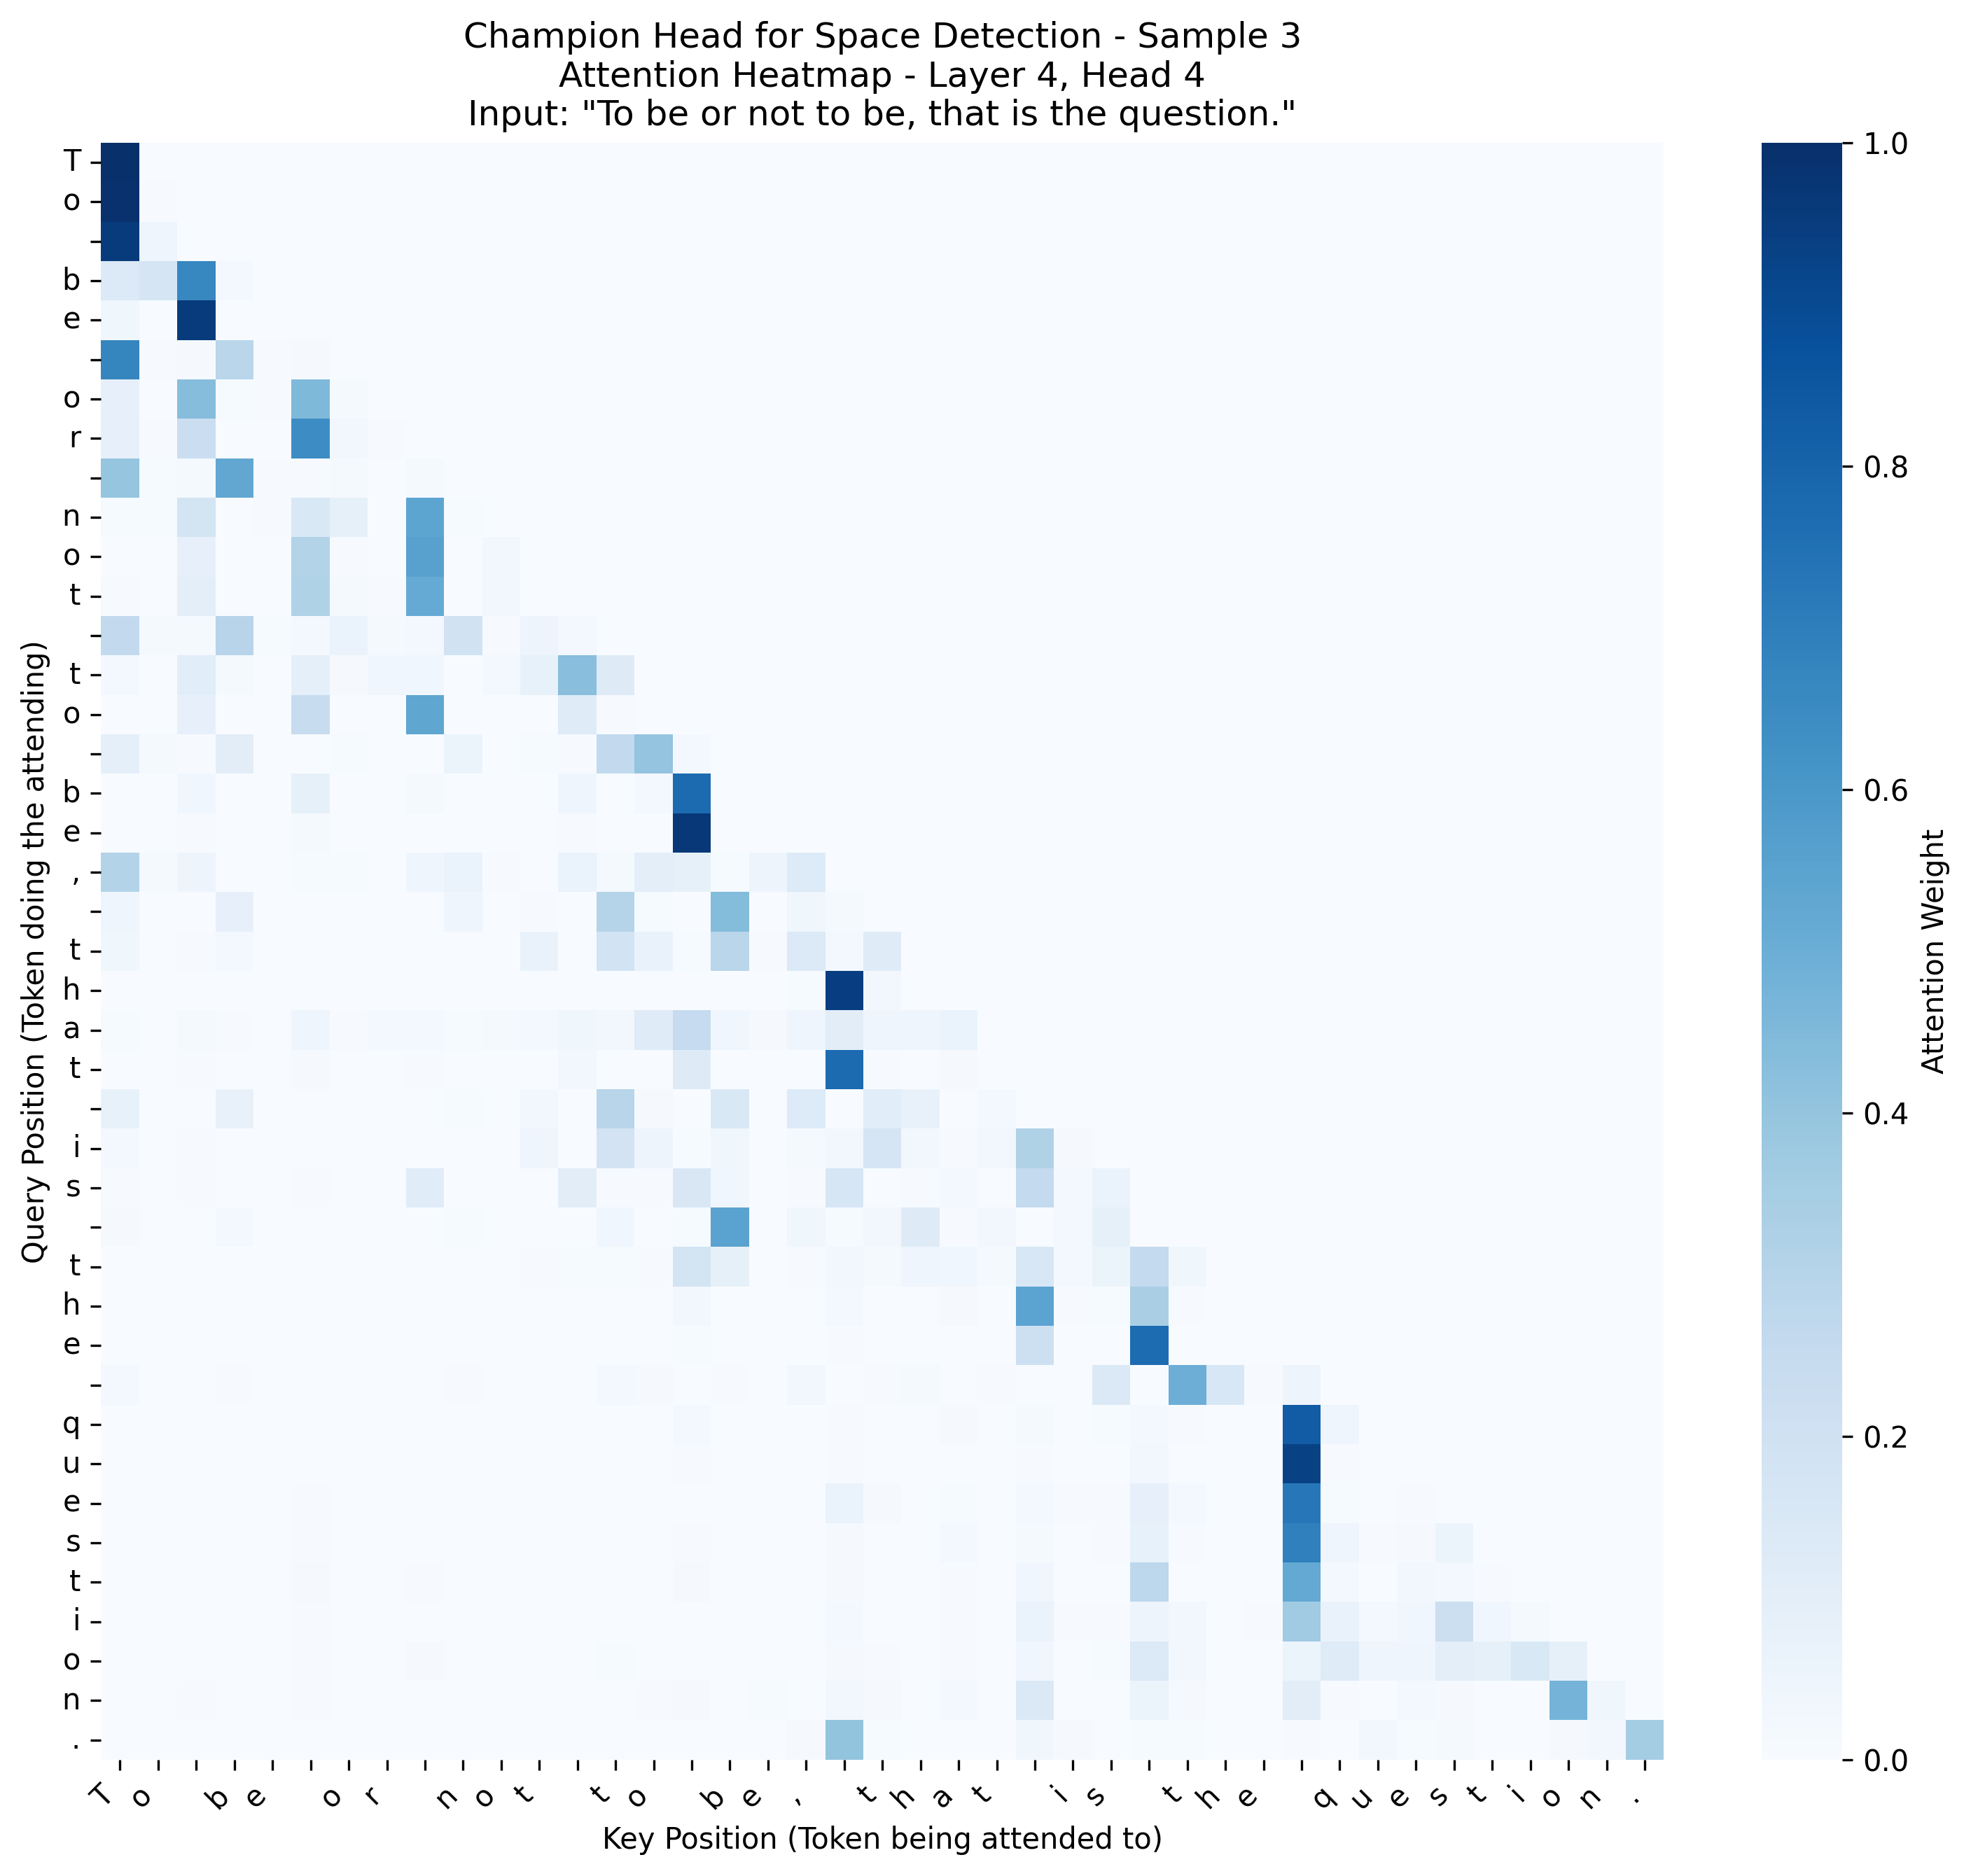 Champion Head for Space Detection - Sample 3
Attention Heatmap - Layer 4, Head 4
Input: "To be or not to be, that is the question."
T
o
b
e
o
r
n
o
t
t
o
b
e
,
t
h
a
t
i
s
t
h
e
q
u
e
s
t
i
o
n
.
Query Position (Token doing the attending)
T o b e o r n o t t o b e , t h a t i s t h e q u e s t i o n .
Key Position (Token being attended to)
1.0
0.8
0.6
0.4
0.2
0.0
Attention Weight